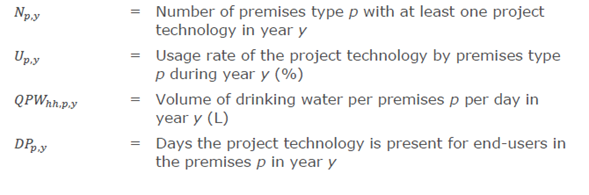 N_{p,y} = Number of premises type p with at least one project
technology in year y
U_{p,y} = Usage rate of the project technology by premises type
p during year y (%)
QPW_{hh,p,y} = Volume of drinking water per premises p per day in
year y (L)
DP_{p,y} = Days the project technology is present for end-users in
the premises p in year y